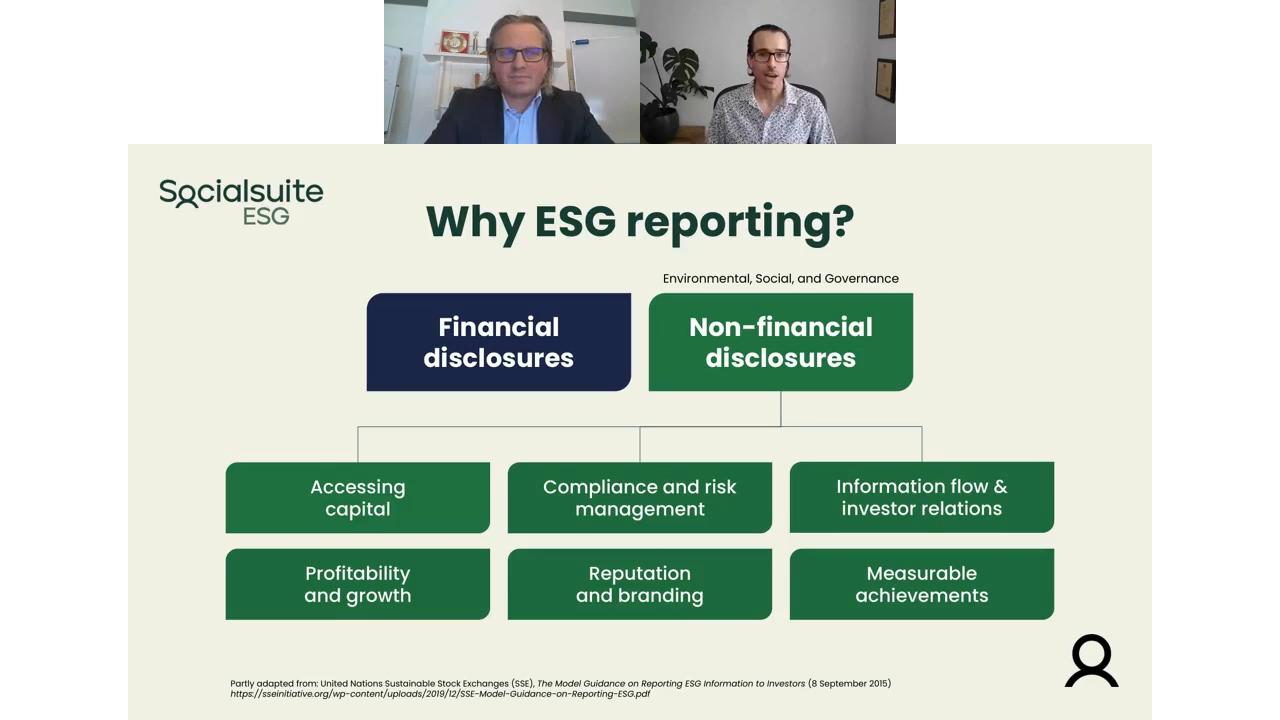 Socialsuite
ESG
Why ESG reporting?
Environmental, Social, and Governance
Financial
disclosures
Non-financial
disclosures
Accessing
capital
Compliance and risk
management
Information flow &
investor relations
Profitability
and growth
Reputation
and branding
Measurable
achievements
Partly adapted from: United Nations Sustainable Stock Exchanges (SSE), The Model Guidance on Reporting ESG Information to Investors (8 September 2015)
https://sseinitiative.org/wp-content/uploads/2019/12/SSE-Model-Guidance-on-Reporting-ESG.pdf